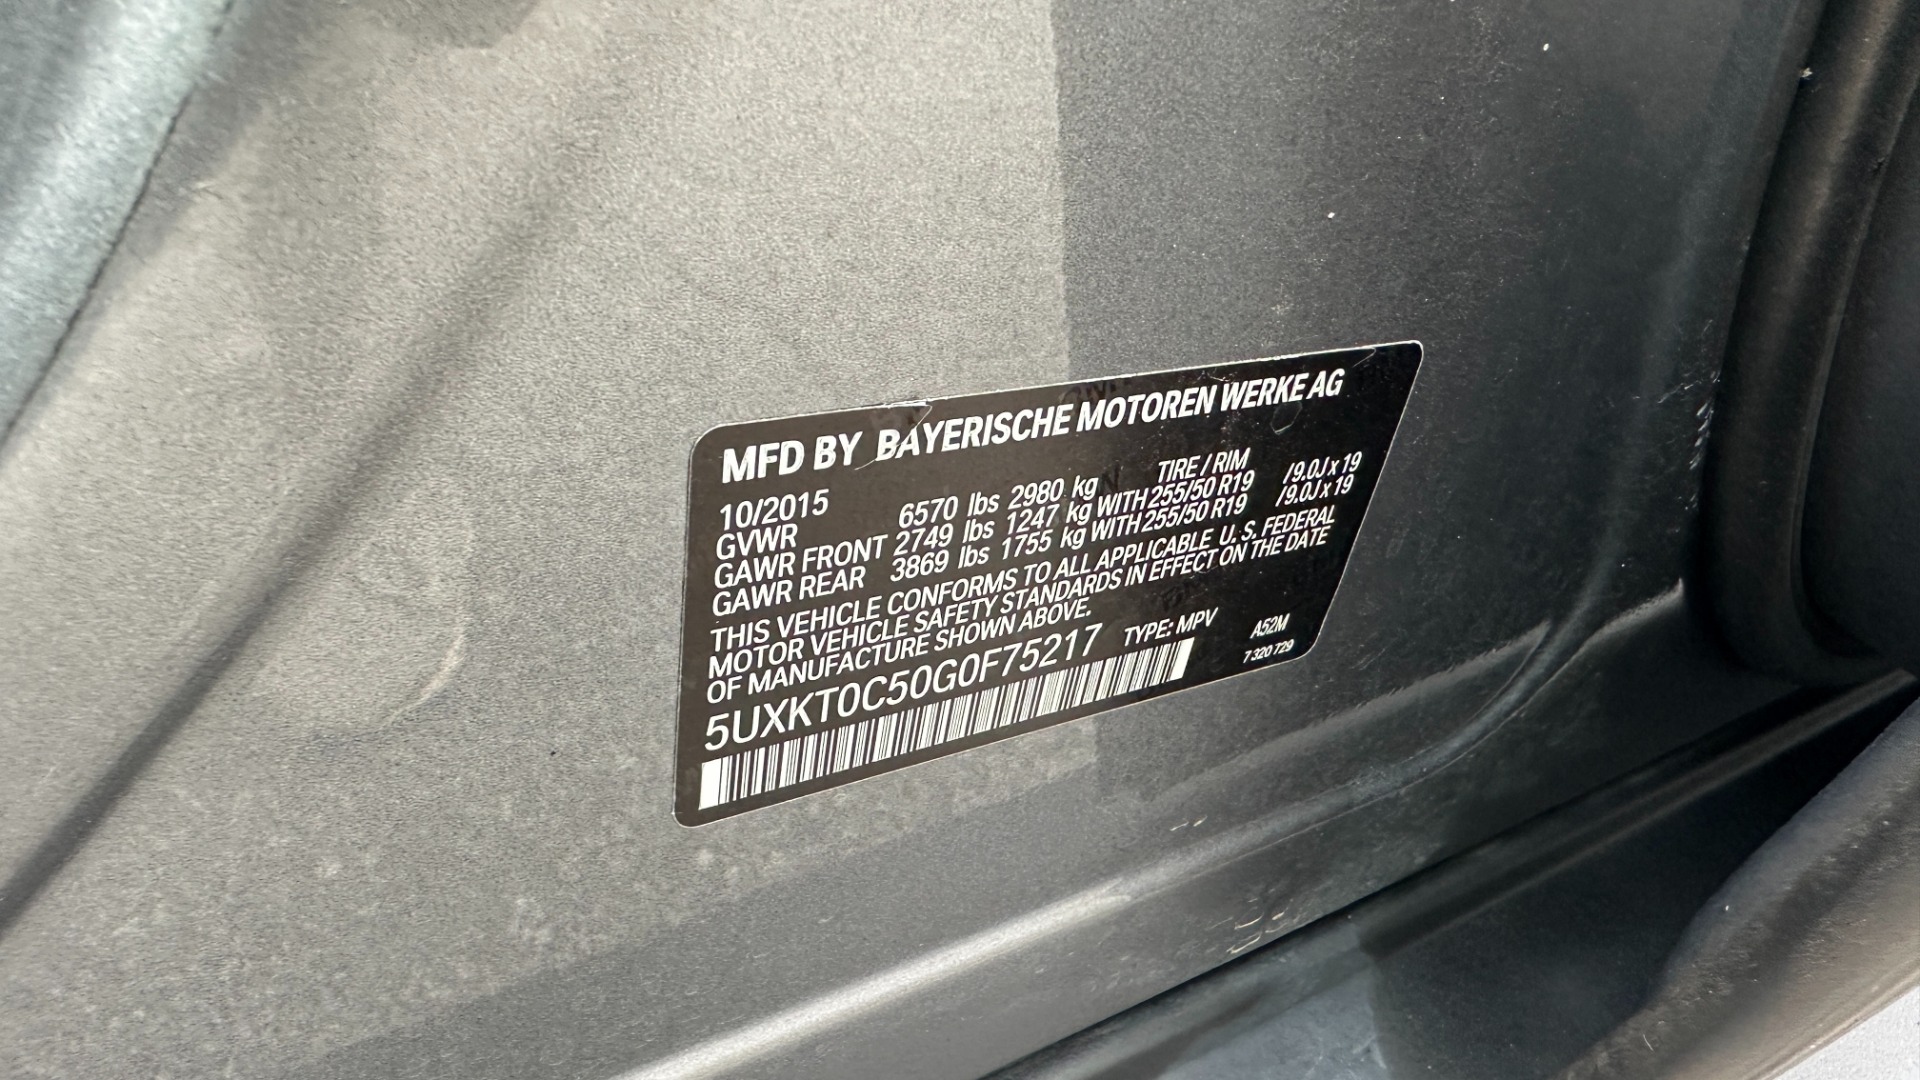 MFD BY BAYERISCHE MOTOREN WERKE AG
10/2015 TIRE / RIM
GVWR 6570 lbs 2980 kg
GAWR FRONT 2749 lbs 1247 kg WITH 255/50 R19 /9.0J x 19
GAWR REAR 3869 lbs 1755 kg WITH 255/50 R19 /9.0J x 19
THIS VEHICLE CONFORMS TO ALL APPLICABLE U. S. FEDERAL
MOTOR VEHICLE SAFETY STANDARDS IN EFFECT ON THE DATE
OF MANUFACTURE SHOWN ABOVE.
5UXKT0C50G0F75217 TYPE: MPV A52M
7 320 729